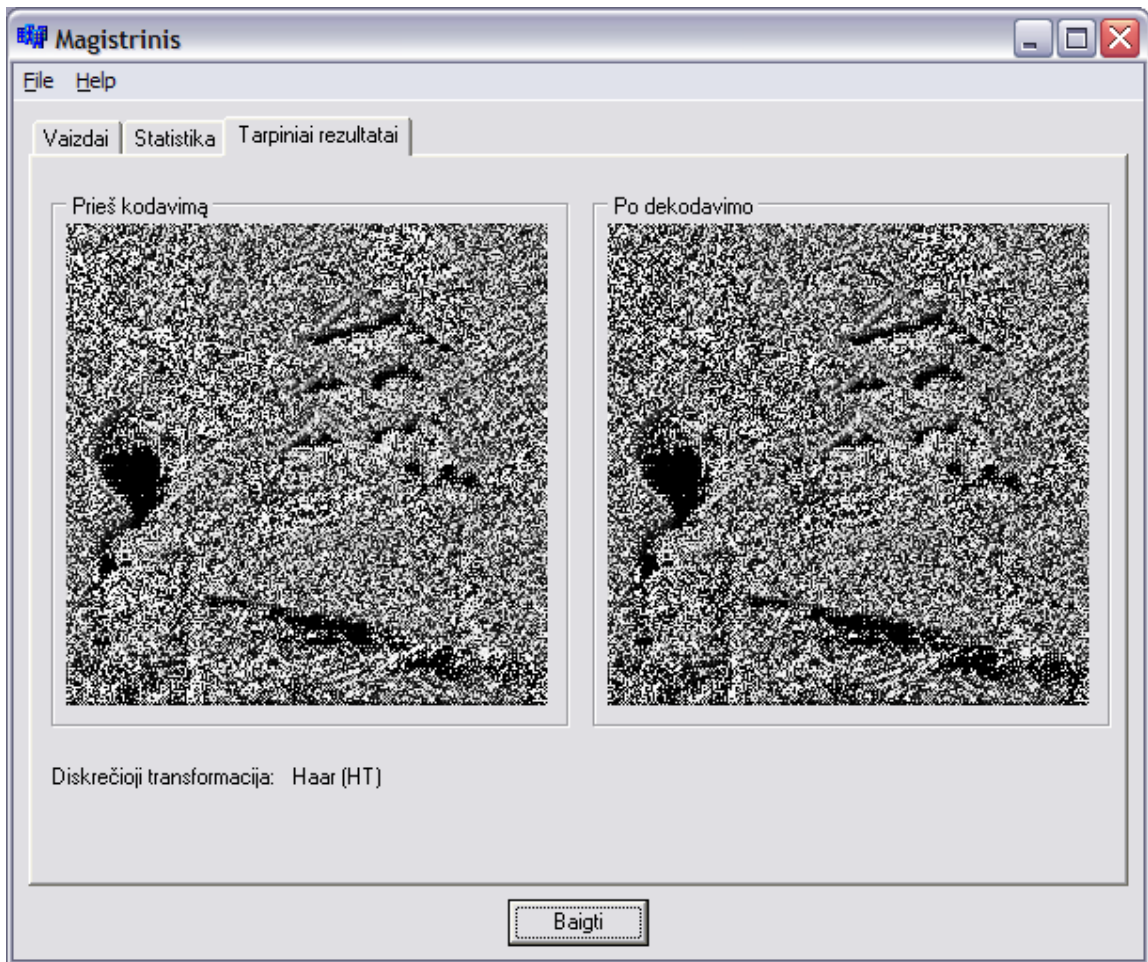 Magistrinis
File Help
Vaizdai Statistika Tarpiniai rezultatai
Prieš kodavimą Po dekodavimo
Diskrečioji transformacija: Haar (HT)
Baigti